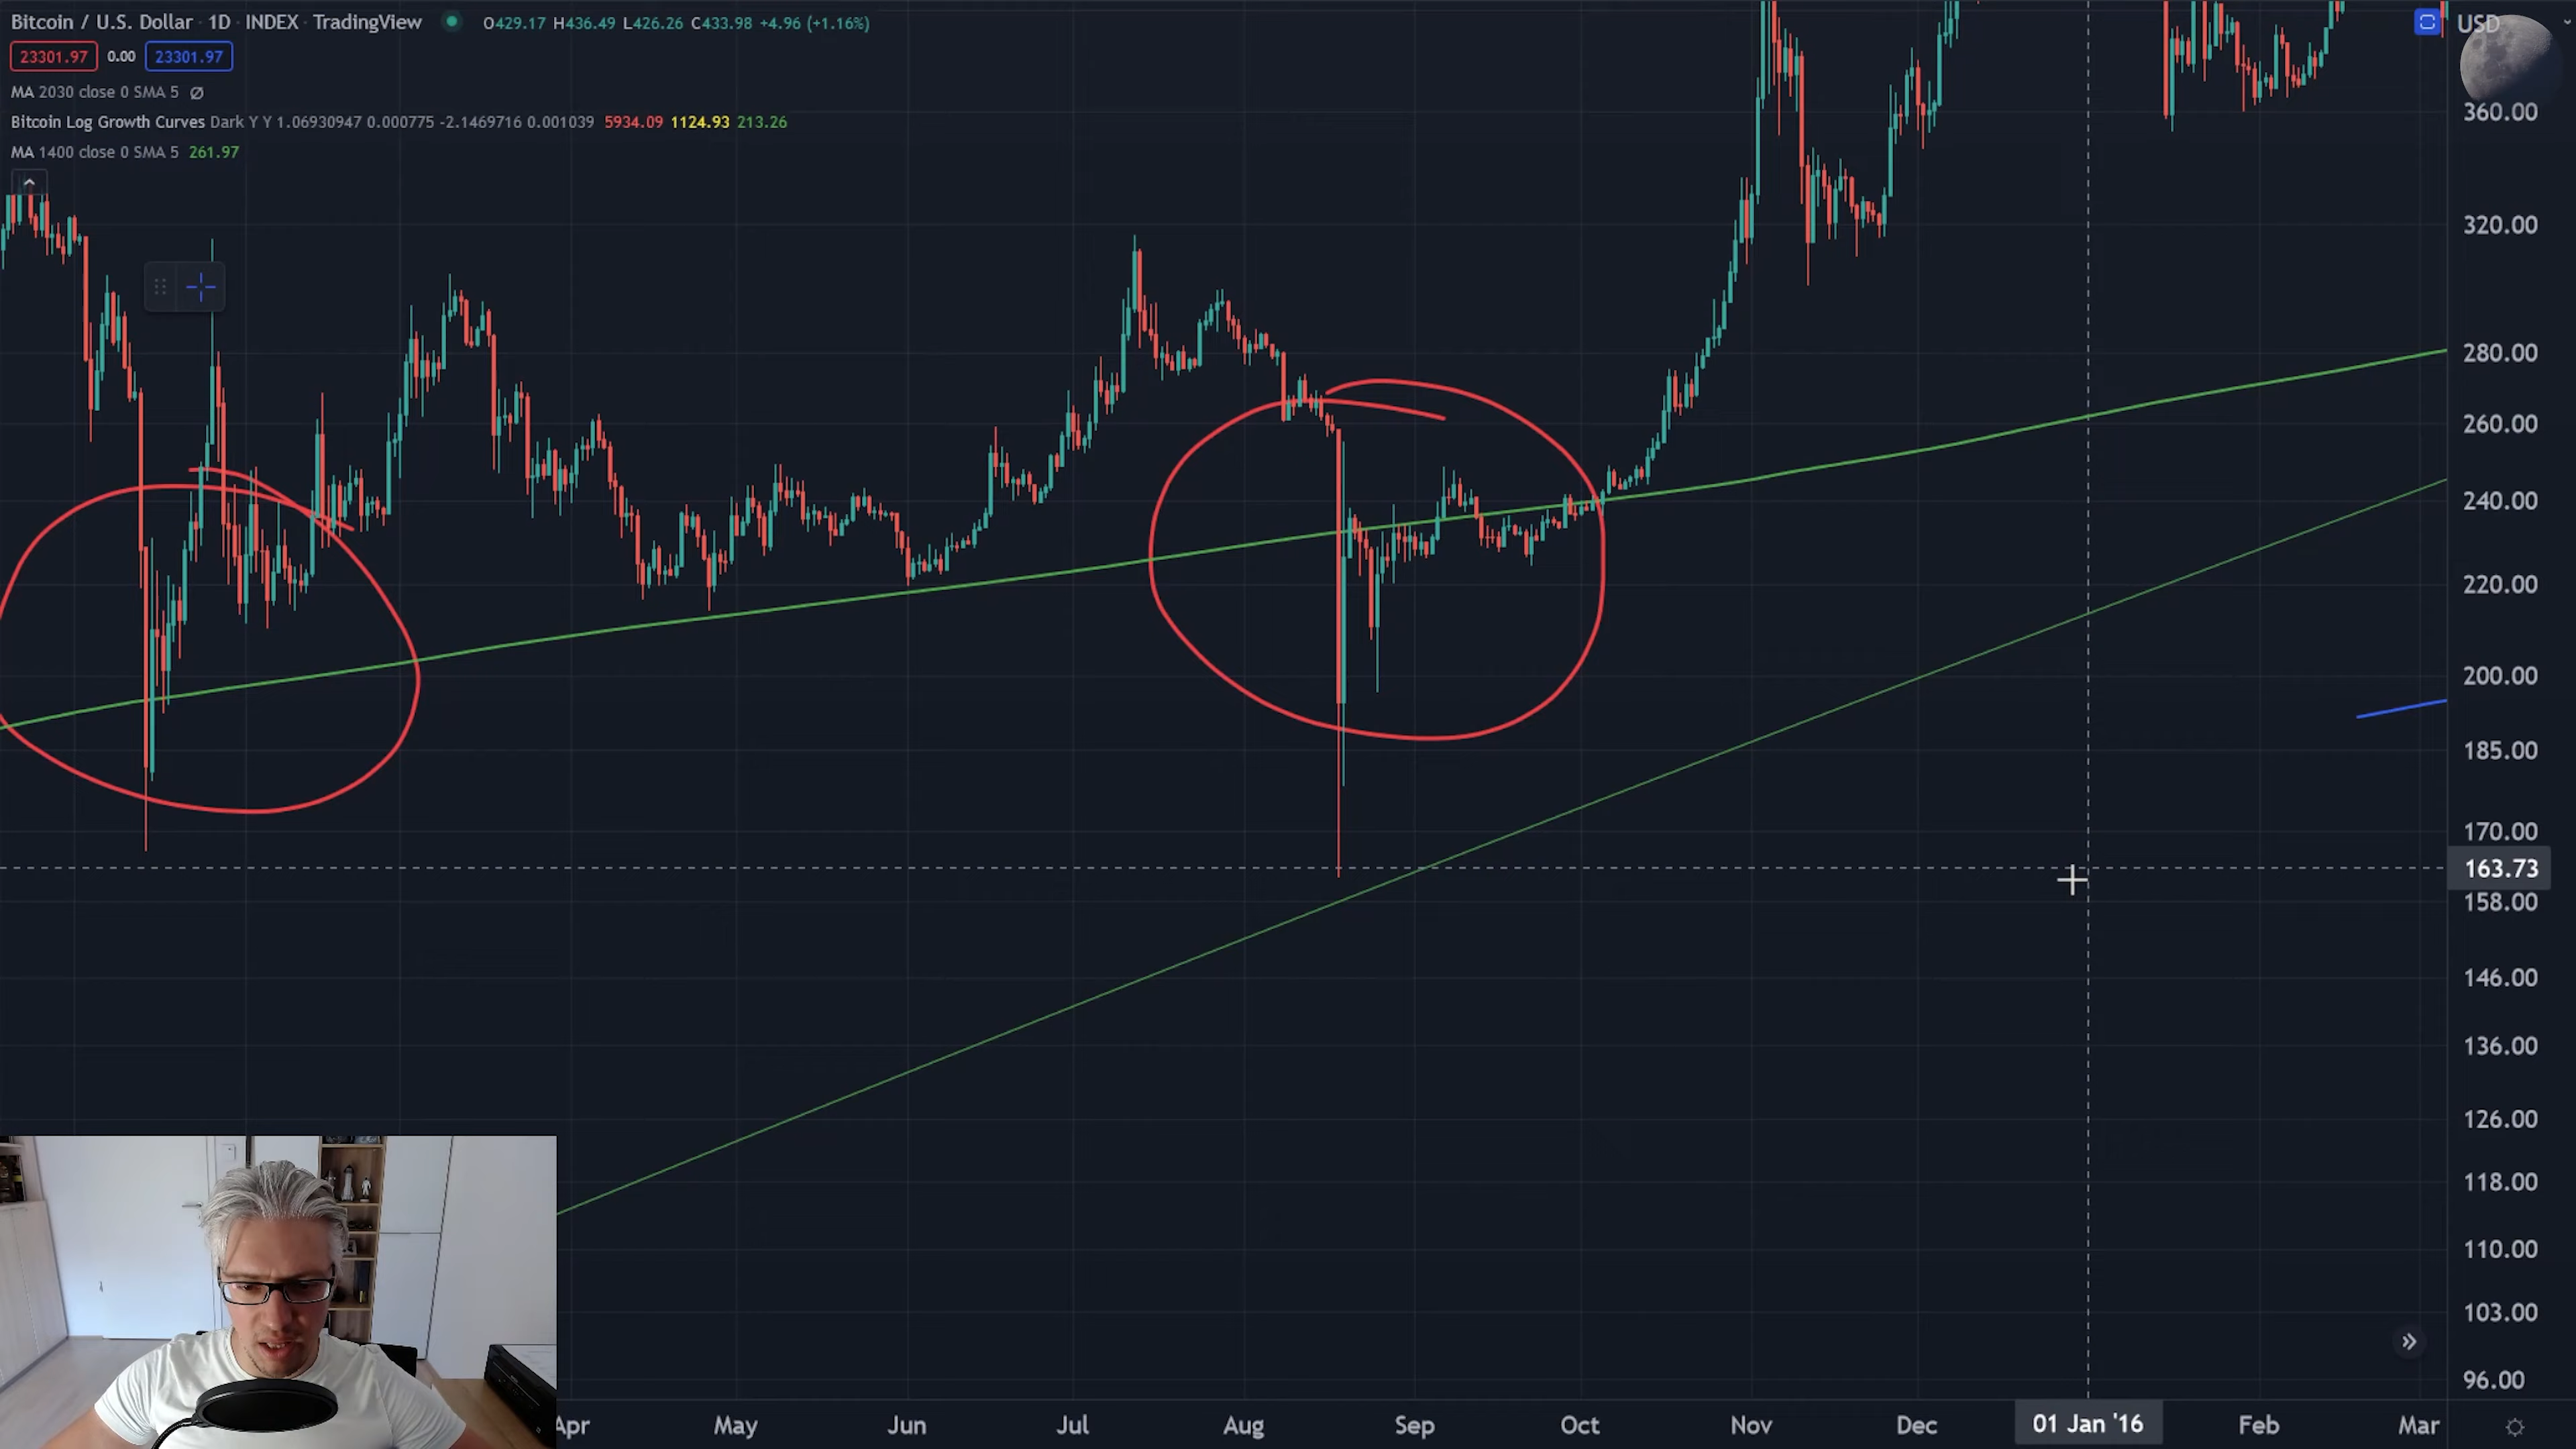 Bitcoin / U.S. Dollar · 1D · INDEX · TradingView O429.17 H436.49 L426.26 C433.98 +4.96 (+1.16%)
23301.97 0.00 23301.97
MA 2030 close 0 SMA 5 ∅
Bitcoin Log Growth Curves Dark Y Y 1.06930947 0.000775 -2.1469716 0.001039 5934.09 1124.93 213.26
MA 1400 close 0 SMA 5 261.97
USD
360.00
320.00
280.00
260.00
240.00
220.00
200.00
185.00
170.00
163.73
158.00
146.00
136.00
126.00
118.00
110.00
103.00
96.00
Apr May Jun Jul Aug Sep Oct Nov Dec 01 Jan '16 Feb Mar